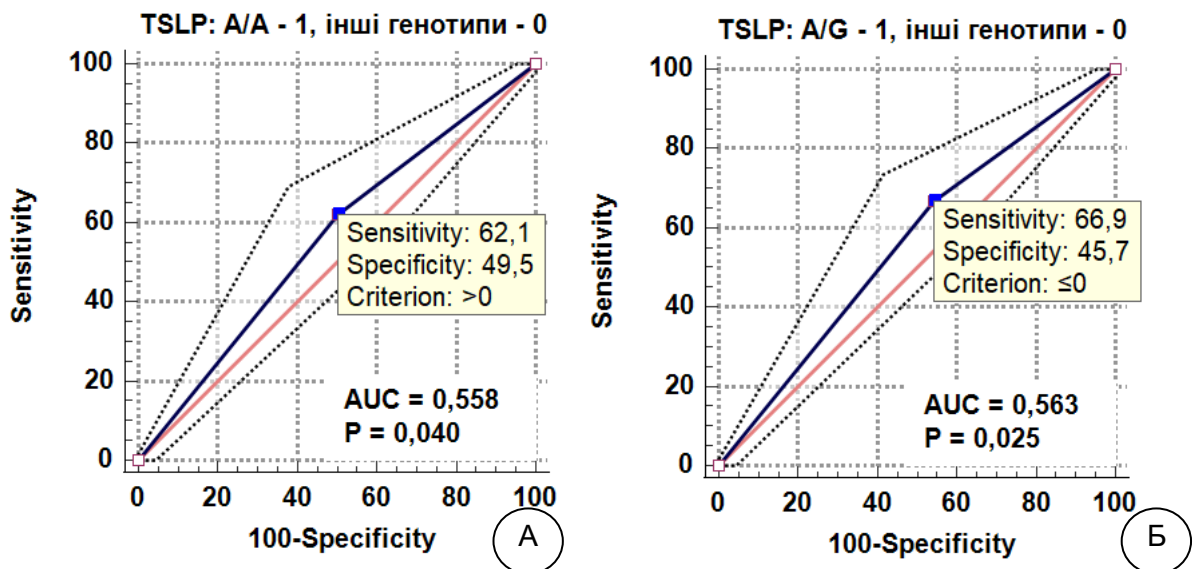 TSLP: A/A - 1, інші генотипи - 0
100
80
60
40
20
0
Sensitivity
Sensitivity: 62,1
Specificity: 49,5
Criterion: >0
AUC = 0,558
P = 0,040
0 20 40 60 80 100
100-Specificity
А
TSLP: A/G - 1, інші генотипи - 0
100
80
60
40
20
0
Sensitivity
Sensitivity: 66,9
Specificity: 45,7
Criterion: ≤0
AUC = 0,563
P = 0,025
0 20 40 60 80 100
100-Specificity
Б